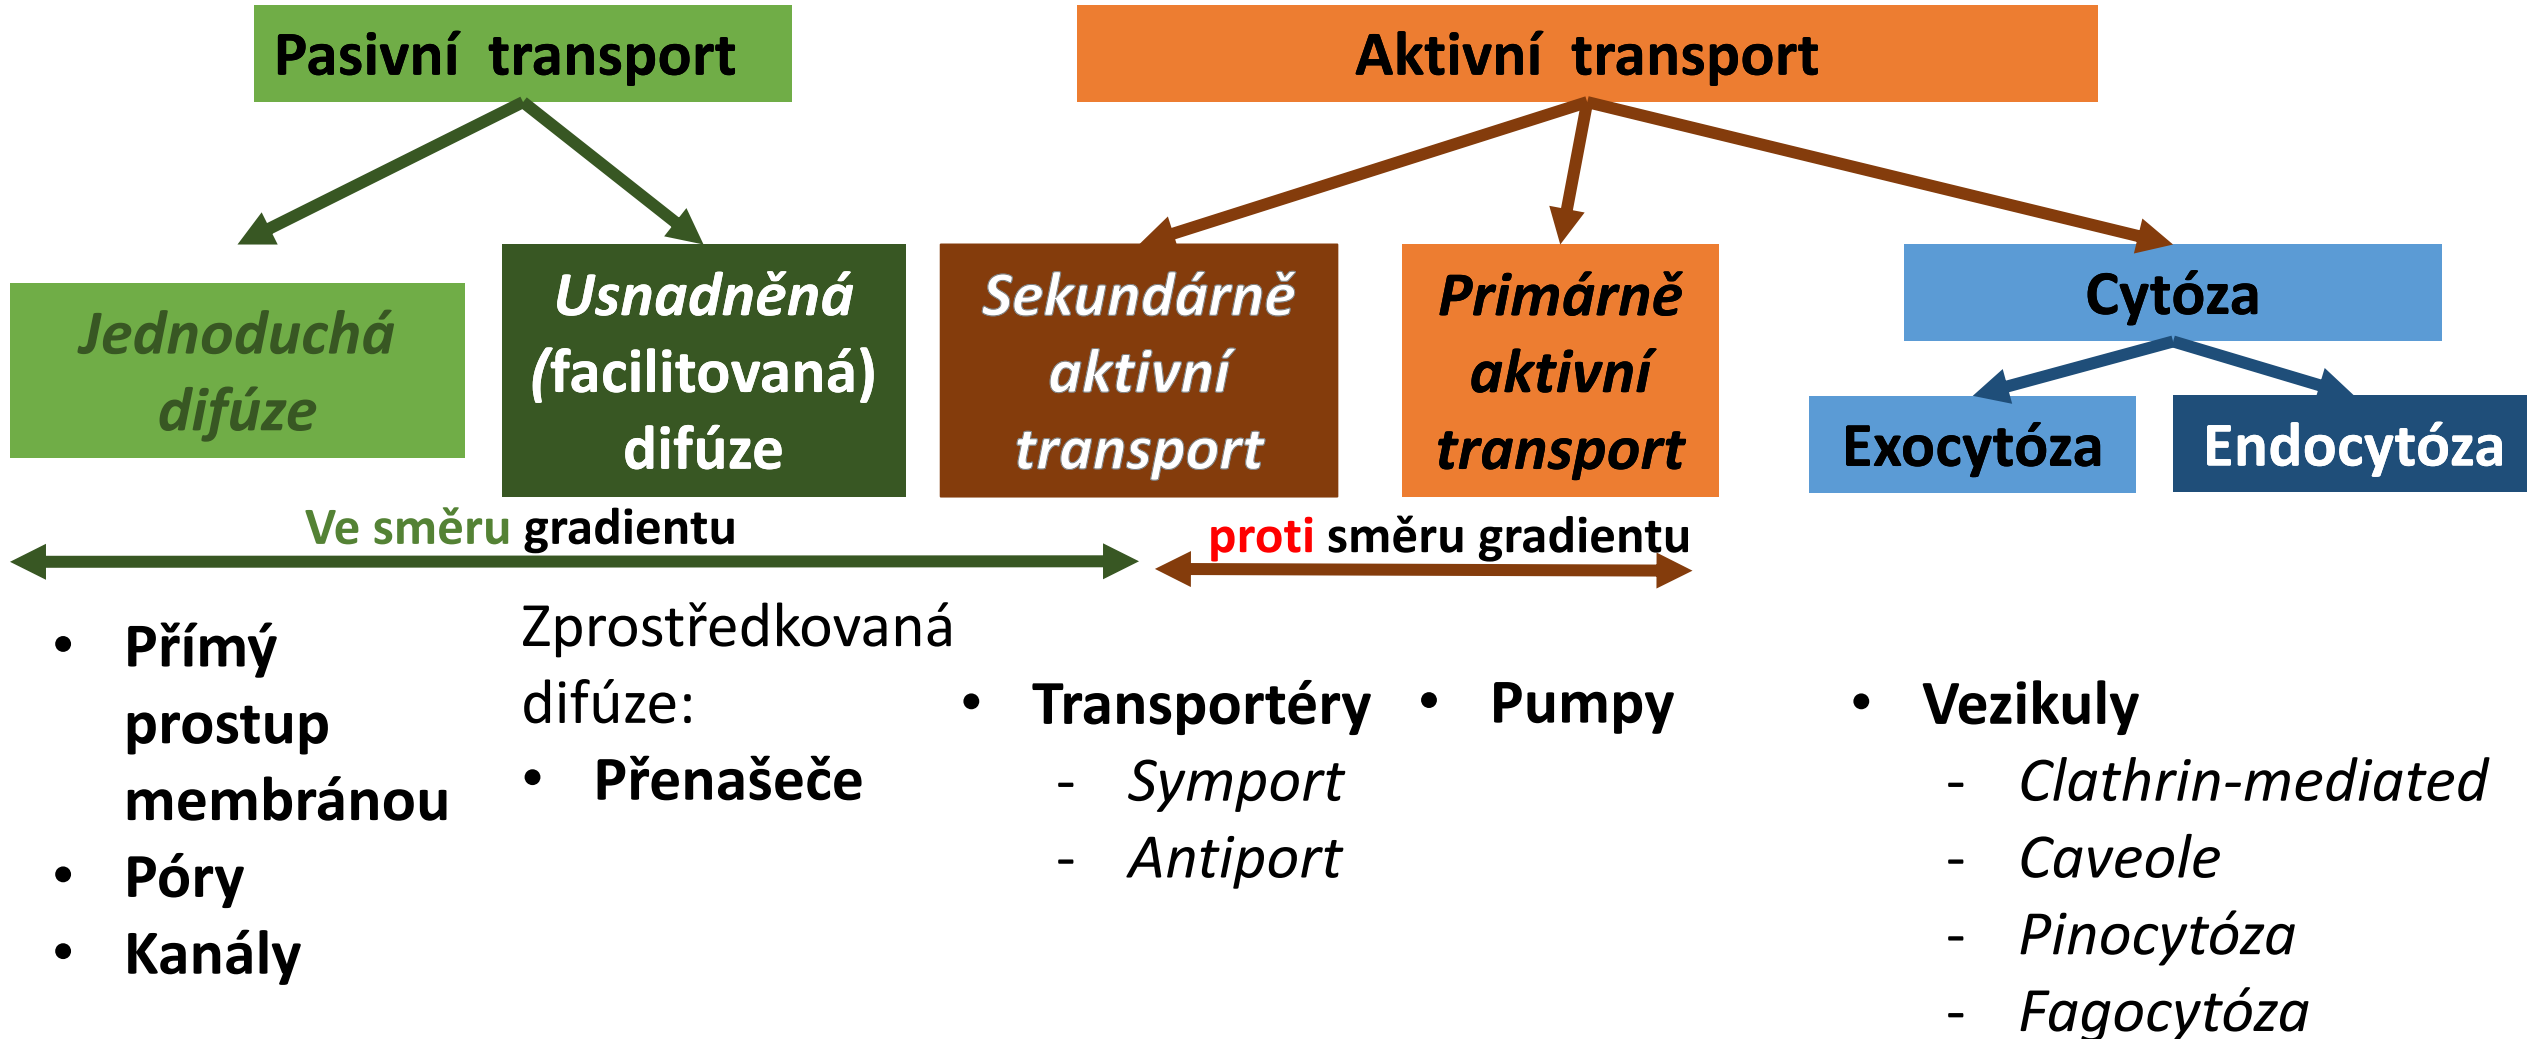 Pasivní transport
Aktivní transport
Jednoduchá
difúze
Usnadněná
(facilitovaná)
difúze
Sekundárně
aktivní
transport
Primárně
aktivní
transport
Cytóza
Exocytóza
Endocytóza
Ve směru gradientu
proti směru gradientu
• Přímý
prostup
membránou
• Póry
• Kanály
Zprostředkovaná
difúze:
• Přenašeče
• Transportéry
- Symport
- Antiport
• Pumpy
• Vezikuly
- Clathrin-mediated
- Caveole
- Pinocytóza
- Fagocytóza